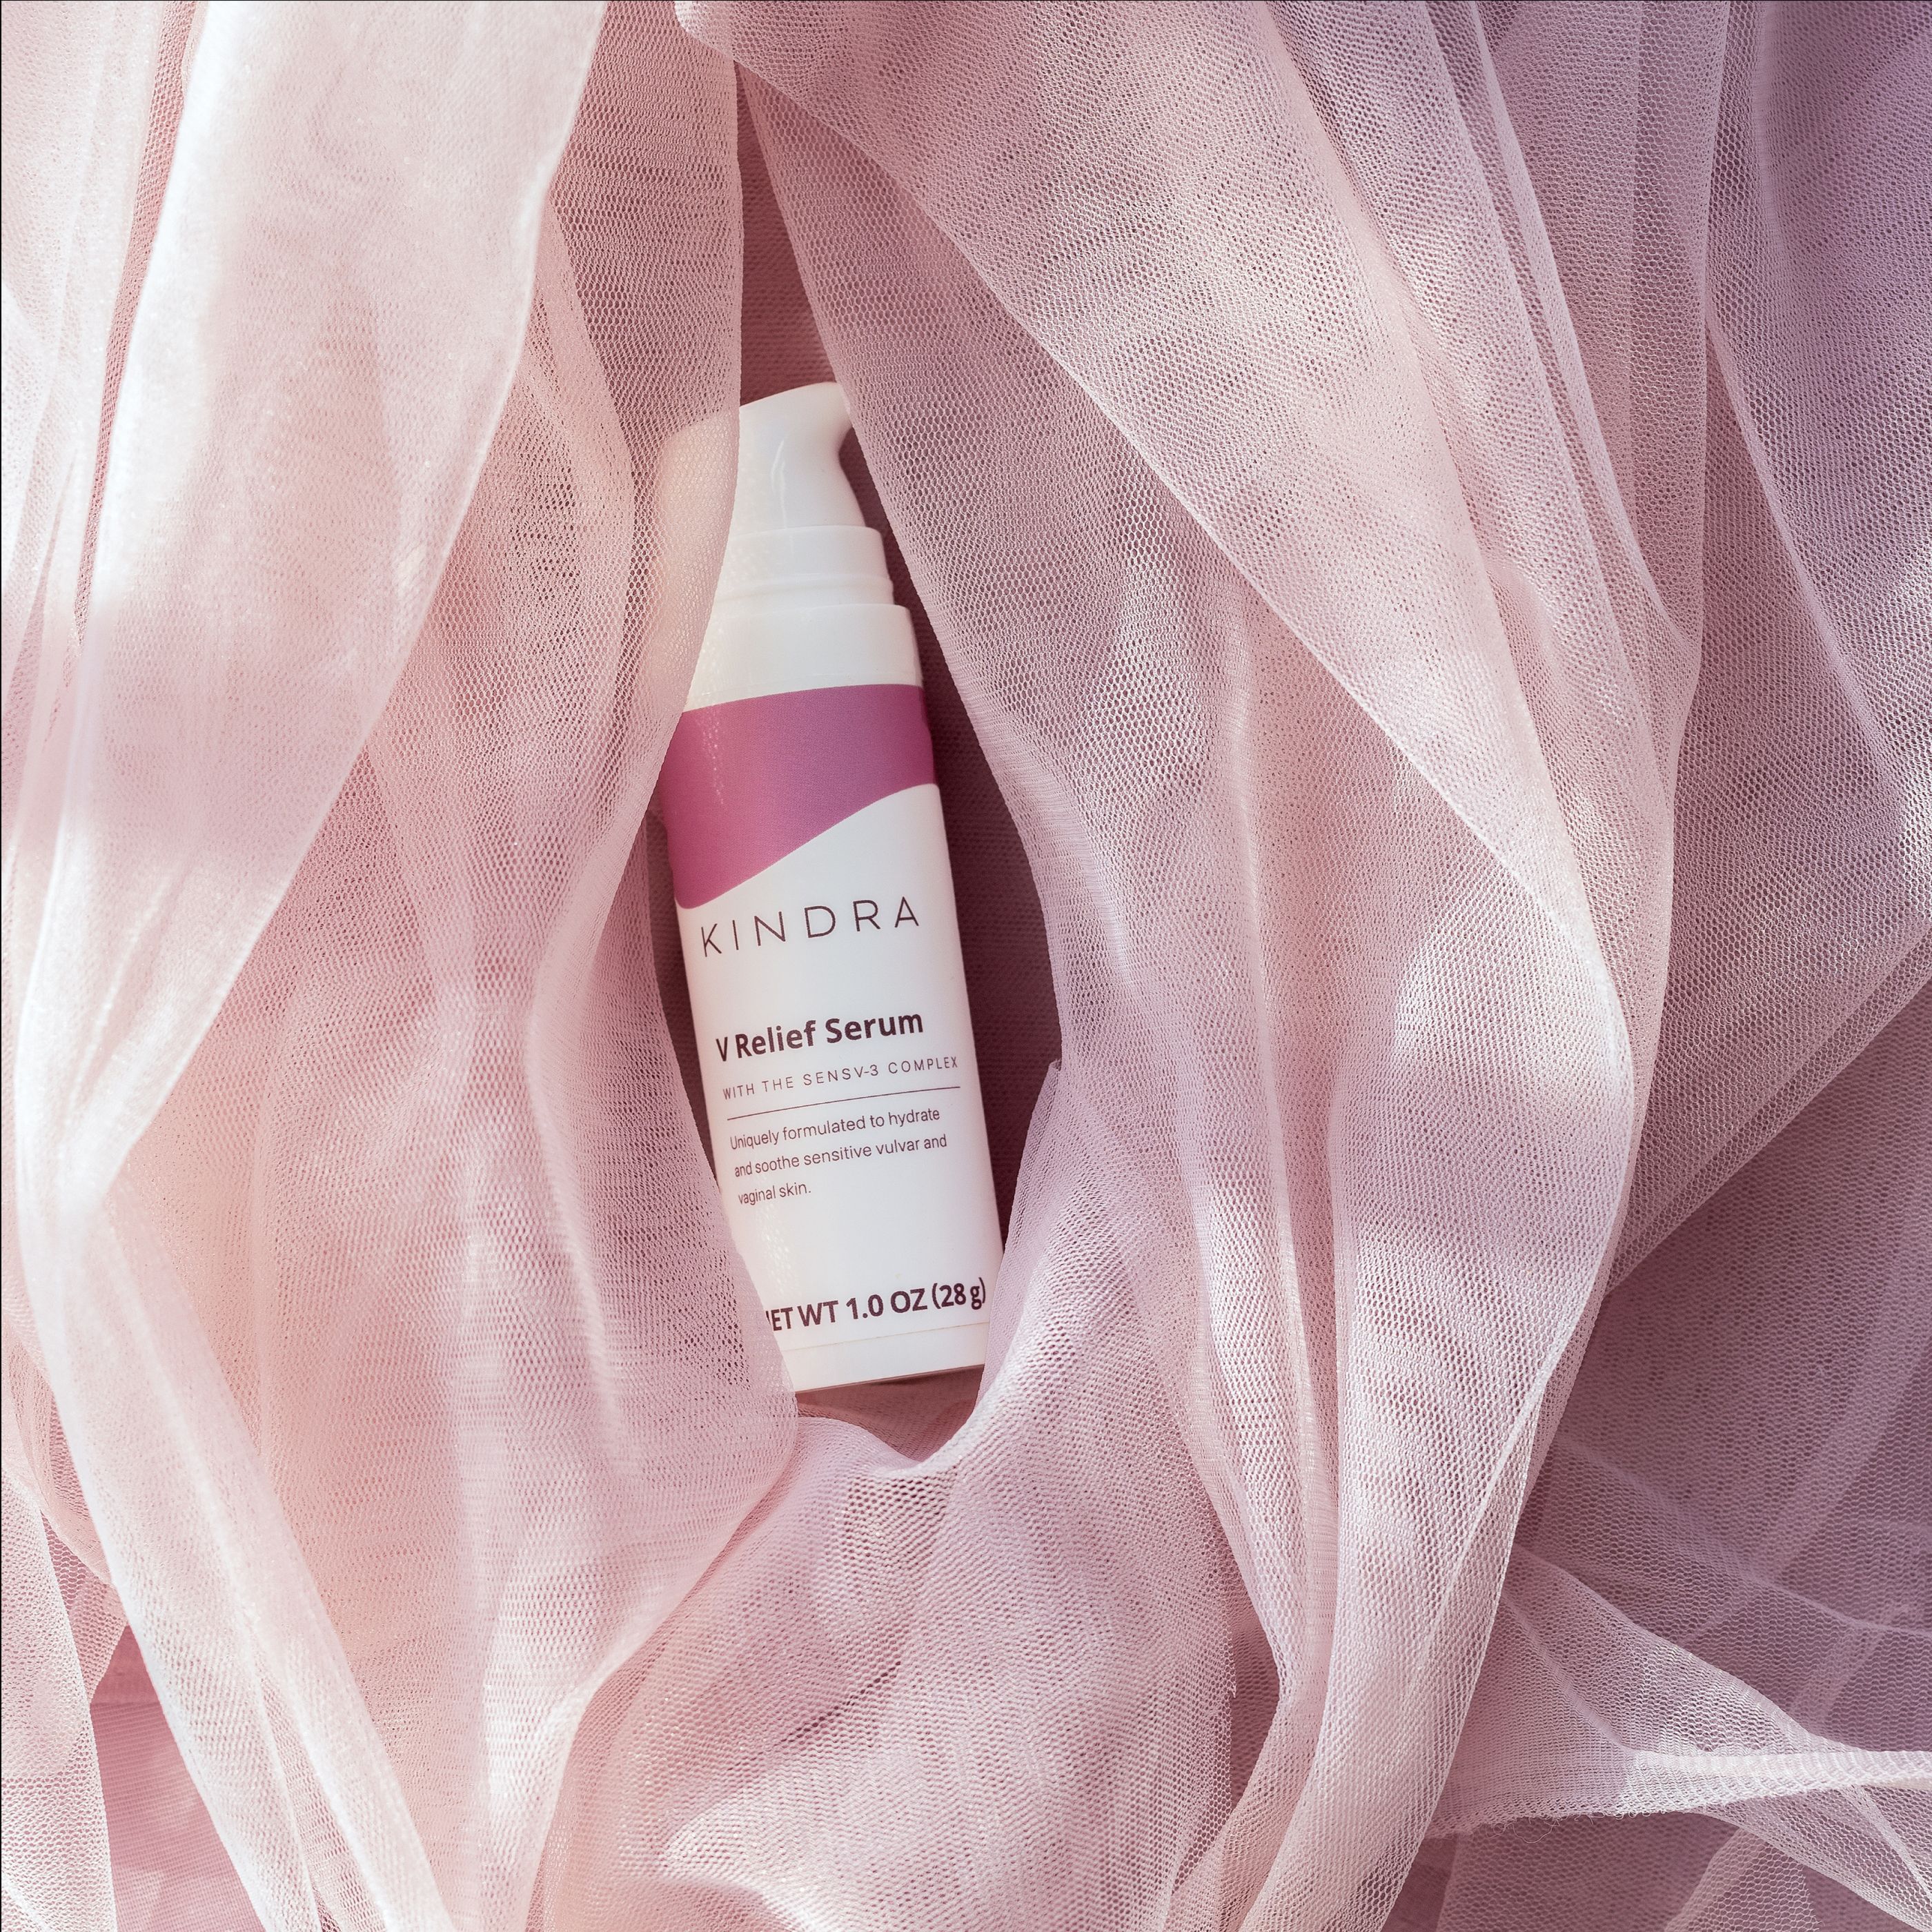 KINDRA
V Relief Serum
WITH THE SENSV-3 COMPLEX
Uniquely formulated to hydrate
and soothe sensitive vulvar and
vaginal skin.
NET WT 1.0 OZ (28 g)